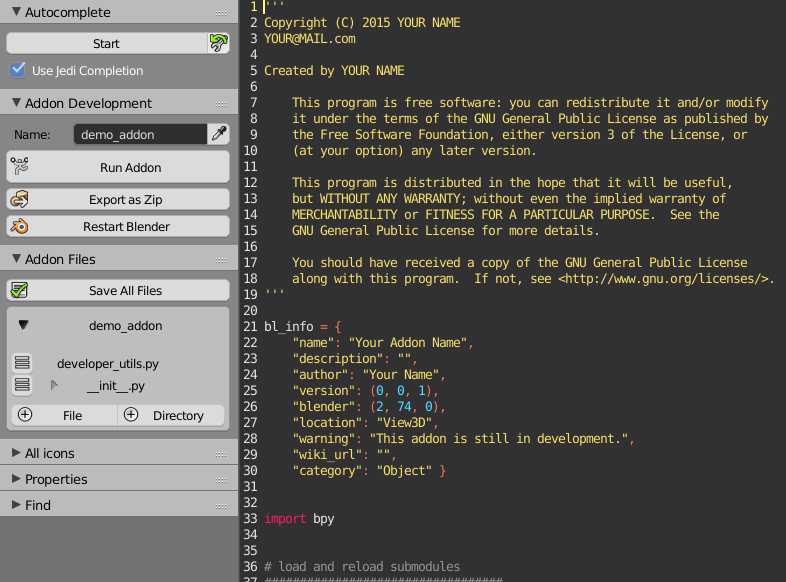 Autocomplete
Start
Use Jedi Completion
Addon Development
Name: demo_addon
Run Addon
Export as Zip
Restart Blender
Addon Files
Save All Files
demo_addon
developer_utils.py
__init__.py
File Directory
All icons
Properties
Find
1 '''
2 Copyright (C) 2015 YOUR NAME
3 YOUR@MAIL.com
4
5 Created by YOUR NAME
6
7     This program is free software: you can redistribute it and/or modify
8     it under the terms of the GNU General Public License as published by
9     the Free Software Foundation, either version 3 of the License, or
10     (at your option) any later version.
11
12     This program is distributed in the hope that it will be useful,
13     but WITHOUT ANY WARRANTY; without even the implied warranty of
14     MERCHANTABILITY or FITNESS FOR A PARTICULAR PURPOSE.  See the
15     GNU General Public License for more details.
16
17     You should have received a copy of the GNU General Public License
18     along with this program.  If not, see <http://www.gnu.org/licenses/>.
19 '''
20
21 bl_info = {
22     "name": "Your Addon Name",
23     "description": "",
24     "author": "Your Name",
25     "version": (0, 0, 1),
26     "blender": (2, 74, 0),
27     "location": "View3D",
28     "warning": "This addon is still in development.",
29     "wiki_url": "",
30     "category": "Object" }
31
32
33 import bpy
34
35
36 # load and reload submodules
37 ##################################